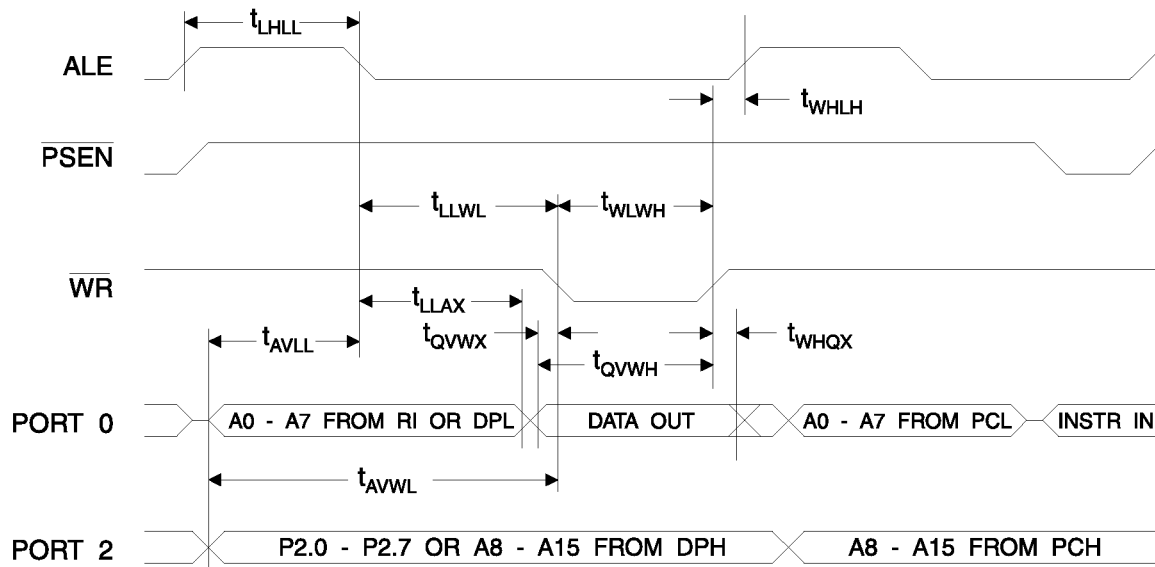 tLHLL
ALE
tWHLH
PSEN
tLLWL
tWLWH
WR
tLLAX
tAVLL
tQVWX
tWHQX
tQVWH
PORT 0
A0 - A7 FROM RI OR DPL
DATA OUT
A0 - A7 FROM PCL
INSTR IN
tAVWL
PORT 2
P2.0 - P2.7 OR A8 - A15 FROM DPH
A8 - A15 FROM PCH